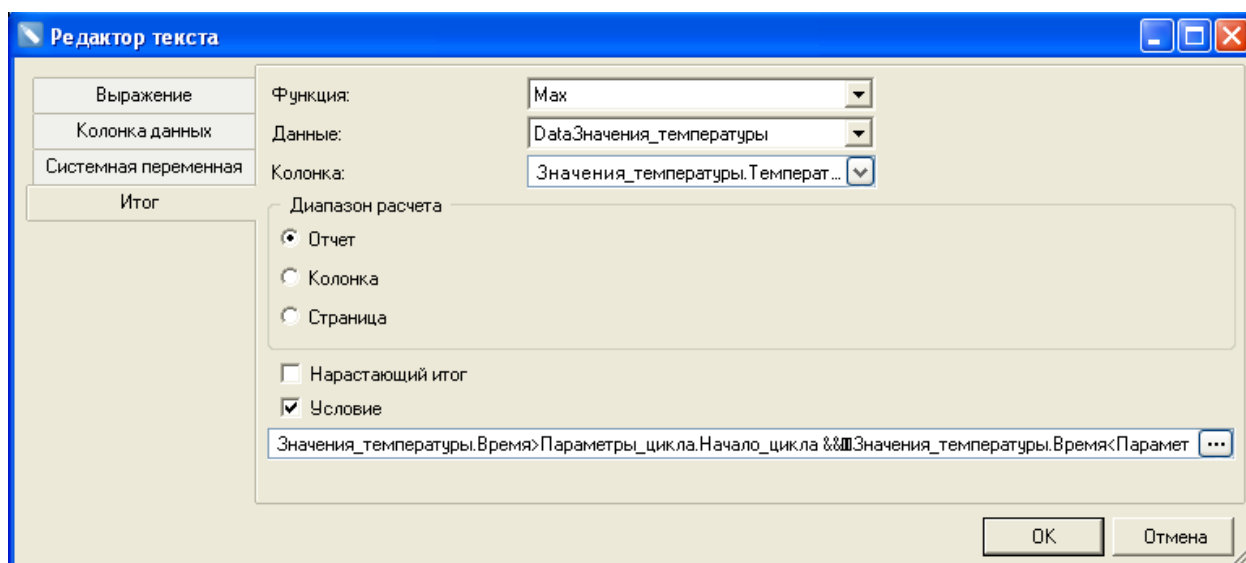 Редактор текста
Выражение
Колонка данных
Системная переменная
Итог
Функция: Max
Данные: DataЗначения_температуры
Колонка: Значения_температуры.Температ...
Диапазон расчета
Отчет
Колонка
Страница
Нарастающий итог
Условие
Значения_температуры.Время>Параметры_цикла.Начало_цикла &&Значения_температуры.Время<Парамет ...
OK Отмена